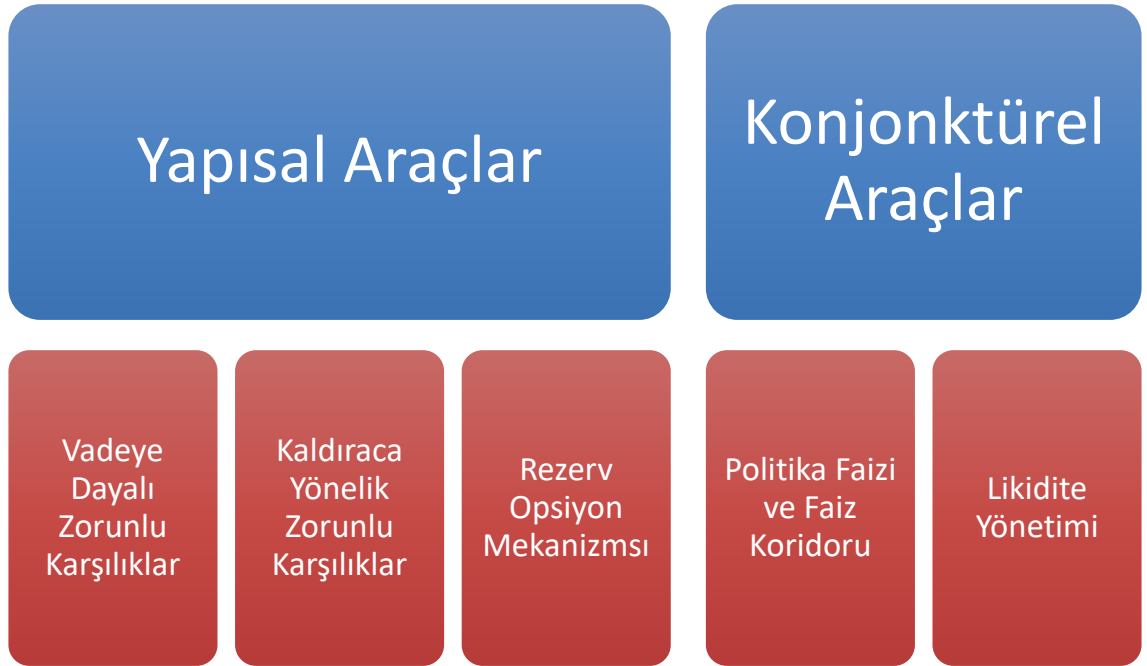 Yapısal Araçlar
Konjonktürel
Araçlar
Vadeye
Dayalı
Zorunlu
Karşılıklar
Kaldıraca
Yönelik
Zorunlu
Karşılıklar
Rezerv
Opsiyon
Mekanizmsı
Politika Faizi
ve Faiz
Koridoru
Likidite
Yönetimi